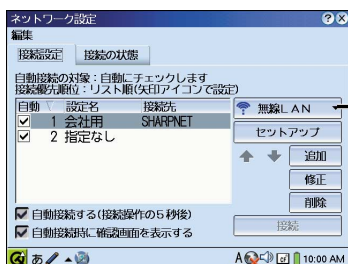 ネットワーク設定
編集
接続設定 接続の状態
自動接続の対象：自動にチェックします
接続優先順位：リスト順(矢印アイコンで設定)
自動 設定名 接続先
1 会社用 SHARPNET
2 指定なし
無線LAN
セットアップ
追加
修正
削除
接続
自動接続する(接続操作の5秒後)
自動接続時に確認画面を表示する
あ A 10:00 AM